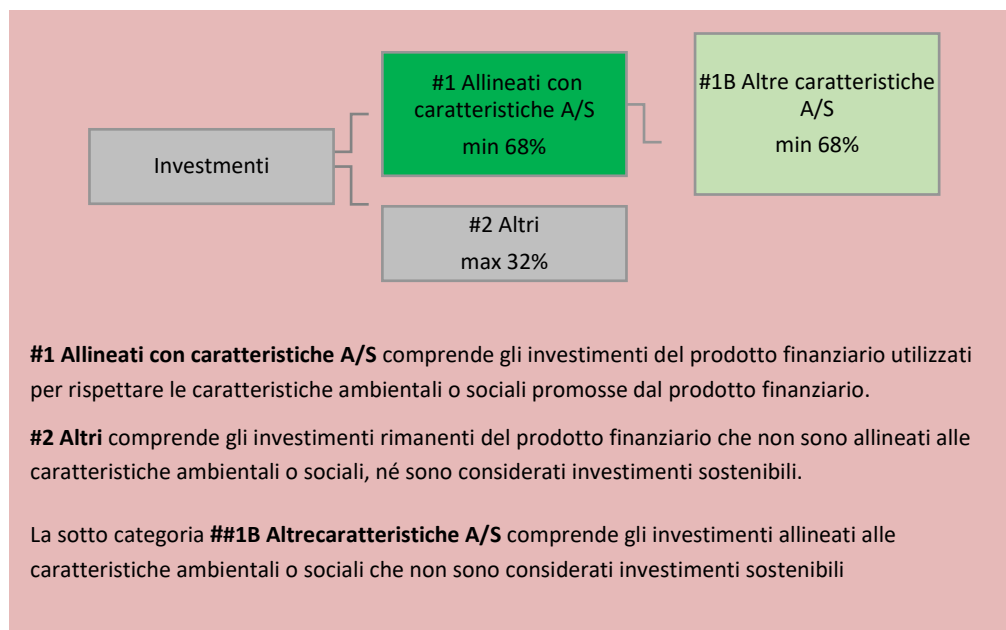 #1 Allineati con
caratteristiche A/S
min 68%
#1B Altre caratteristiche
A/S
min 68%
Investimenti
#2 Altri
max 32%
#1 Allineati con caratteristiche A/S comprende gli investimenti del prodotto finanziario utilizzati
per rispettare le caratteristiche ambientali o sociali promosse dal prodotto finanziario.
#2 Altri comprende gli investimenti rimanenti del prodotto finanziario che non sono allineati alle
caratteristiche ambientali o sociali, né sono considerati investimenti sostenibili.
La sotto categoria ##1B Altrecaratteristiche A/S comprende gli investimenti allineati alle
caratteristiche ambientali o sociali che non sono considerati investimenti sostenibili